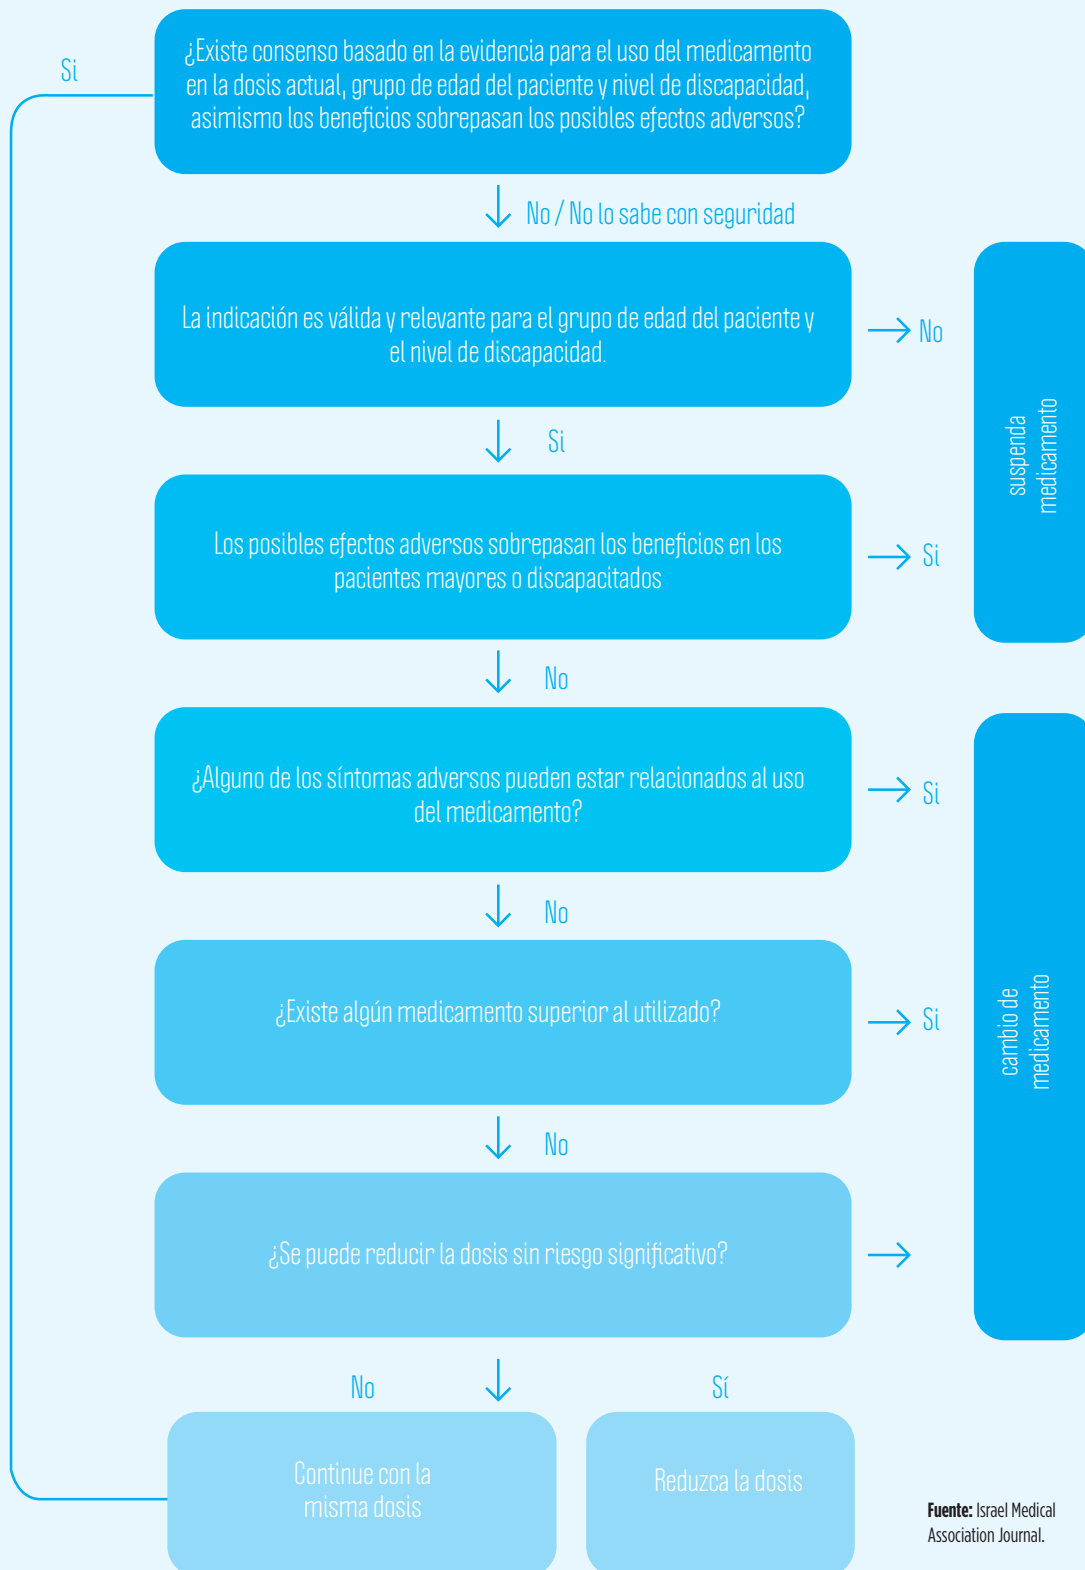 Si
¿Existe consenso basado en la evidencia para el uso del medicamento
en la dosis actual, grupo de edad del paciente y nivel de discapacidad,
asimismo los beneficios sobrepasan los posibles efectos adversos?
No / No lo sabe con seguridad
La indicación es válida y relevante para el grupo de edad del paciente y
el nivel de discapacidad.
No
Si
Los posibles efectos adversos sobrepasan los beneficios en los
pacientes mayores o discapacitados
Si
suspenda
medicamento
No
¿Alguno de los síntomas adversos pueden estar relacionados al uso
del medicamento?
Si
No
¿Existe algún medicamento superior al utilizado?
Si
cambio de
medicamento
No
¿Se puede reducir la dosis sin riesgo significativo?
No
Sí
Continue con la
misma dosis
Reduzca la dosis
Fuente: Israel Medical
Association Journal.